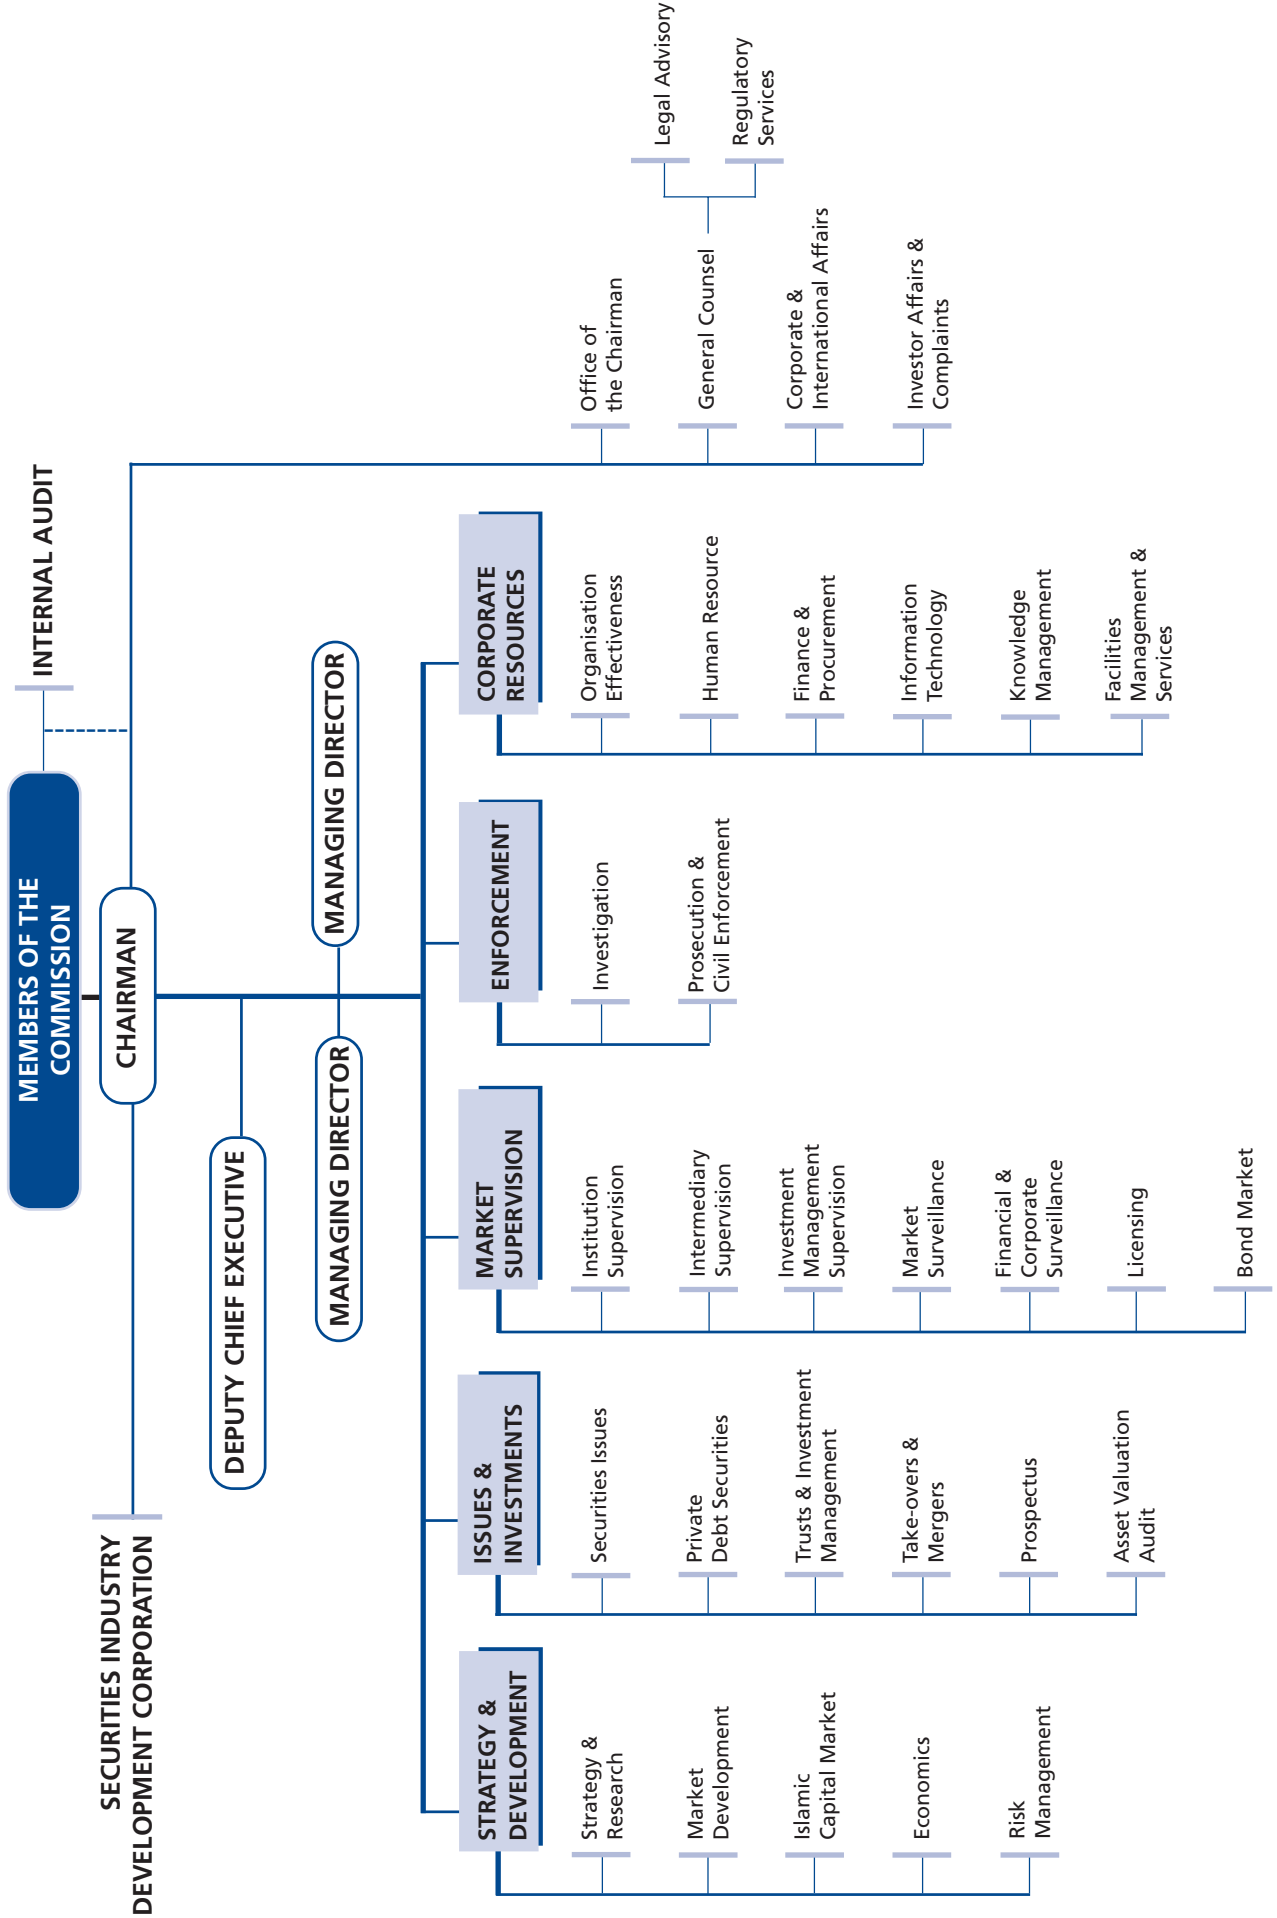 MEMBERS OF THE
COMMISSION
INTERNAL AUDIT
CHAIRMAN
SECURITIES INDUSTRY
DEVELOPMENT CORPORATION
DEPUTY CHIEF EXECUTIVE
MANAGING DIRECTOR
MANAGING DIRECTOR
STRATEGY &
DEVELOPMENT
Strategy &
Research
Market
Development
Islamic
Capital Market
Economics
Risk
Management
ISSUES &
INVESTMENTS
Securities Issues
Private
Debt Securities
Trusts & Investment
Management
Take-overs &
Mergers
Prospectus
Asset Valuation
Audit
MARKET
SUPERVISION
Institution
Supervision
Intermediary
Supervision
Investment
Management
Supervision
Market
Surveillance
Financial &
Corporate
Surveillance
Licensing
Bond Market
ENFORCEMENT
Investigation
Prosecution &
Civil Enforcement
CORPORATE
RESOURCES
Organisation
Effectiveness
Human Resource
Finance &
Procurement
Information
Technology
Knowledge
Management
Facilities
Management &
Services
Office of
the Chairman
General Counsel
Legal Advisory
Regulatory
Services
Corporate &
International Affairs
Investor Affairs &
Complaints